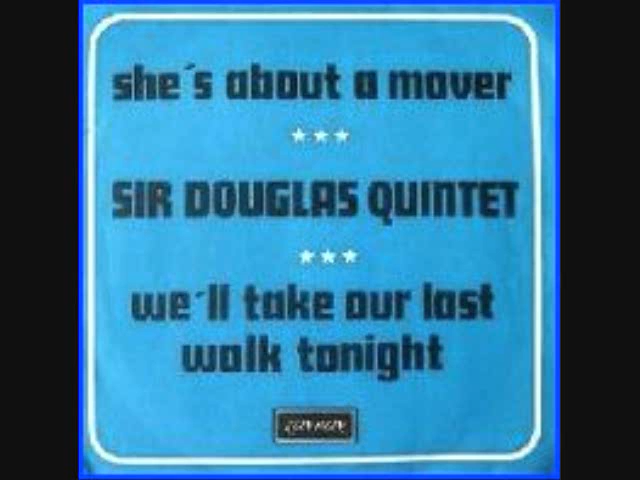 she´s about a mover
SIR DOUGLAS QUINTET
we´ll take our last
walk tonight